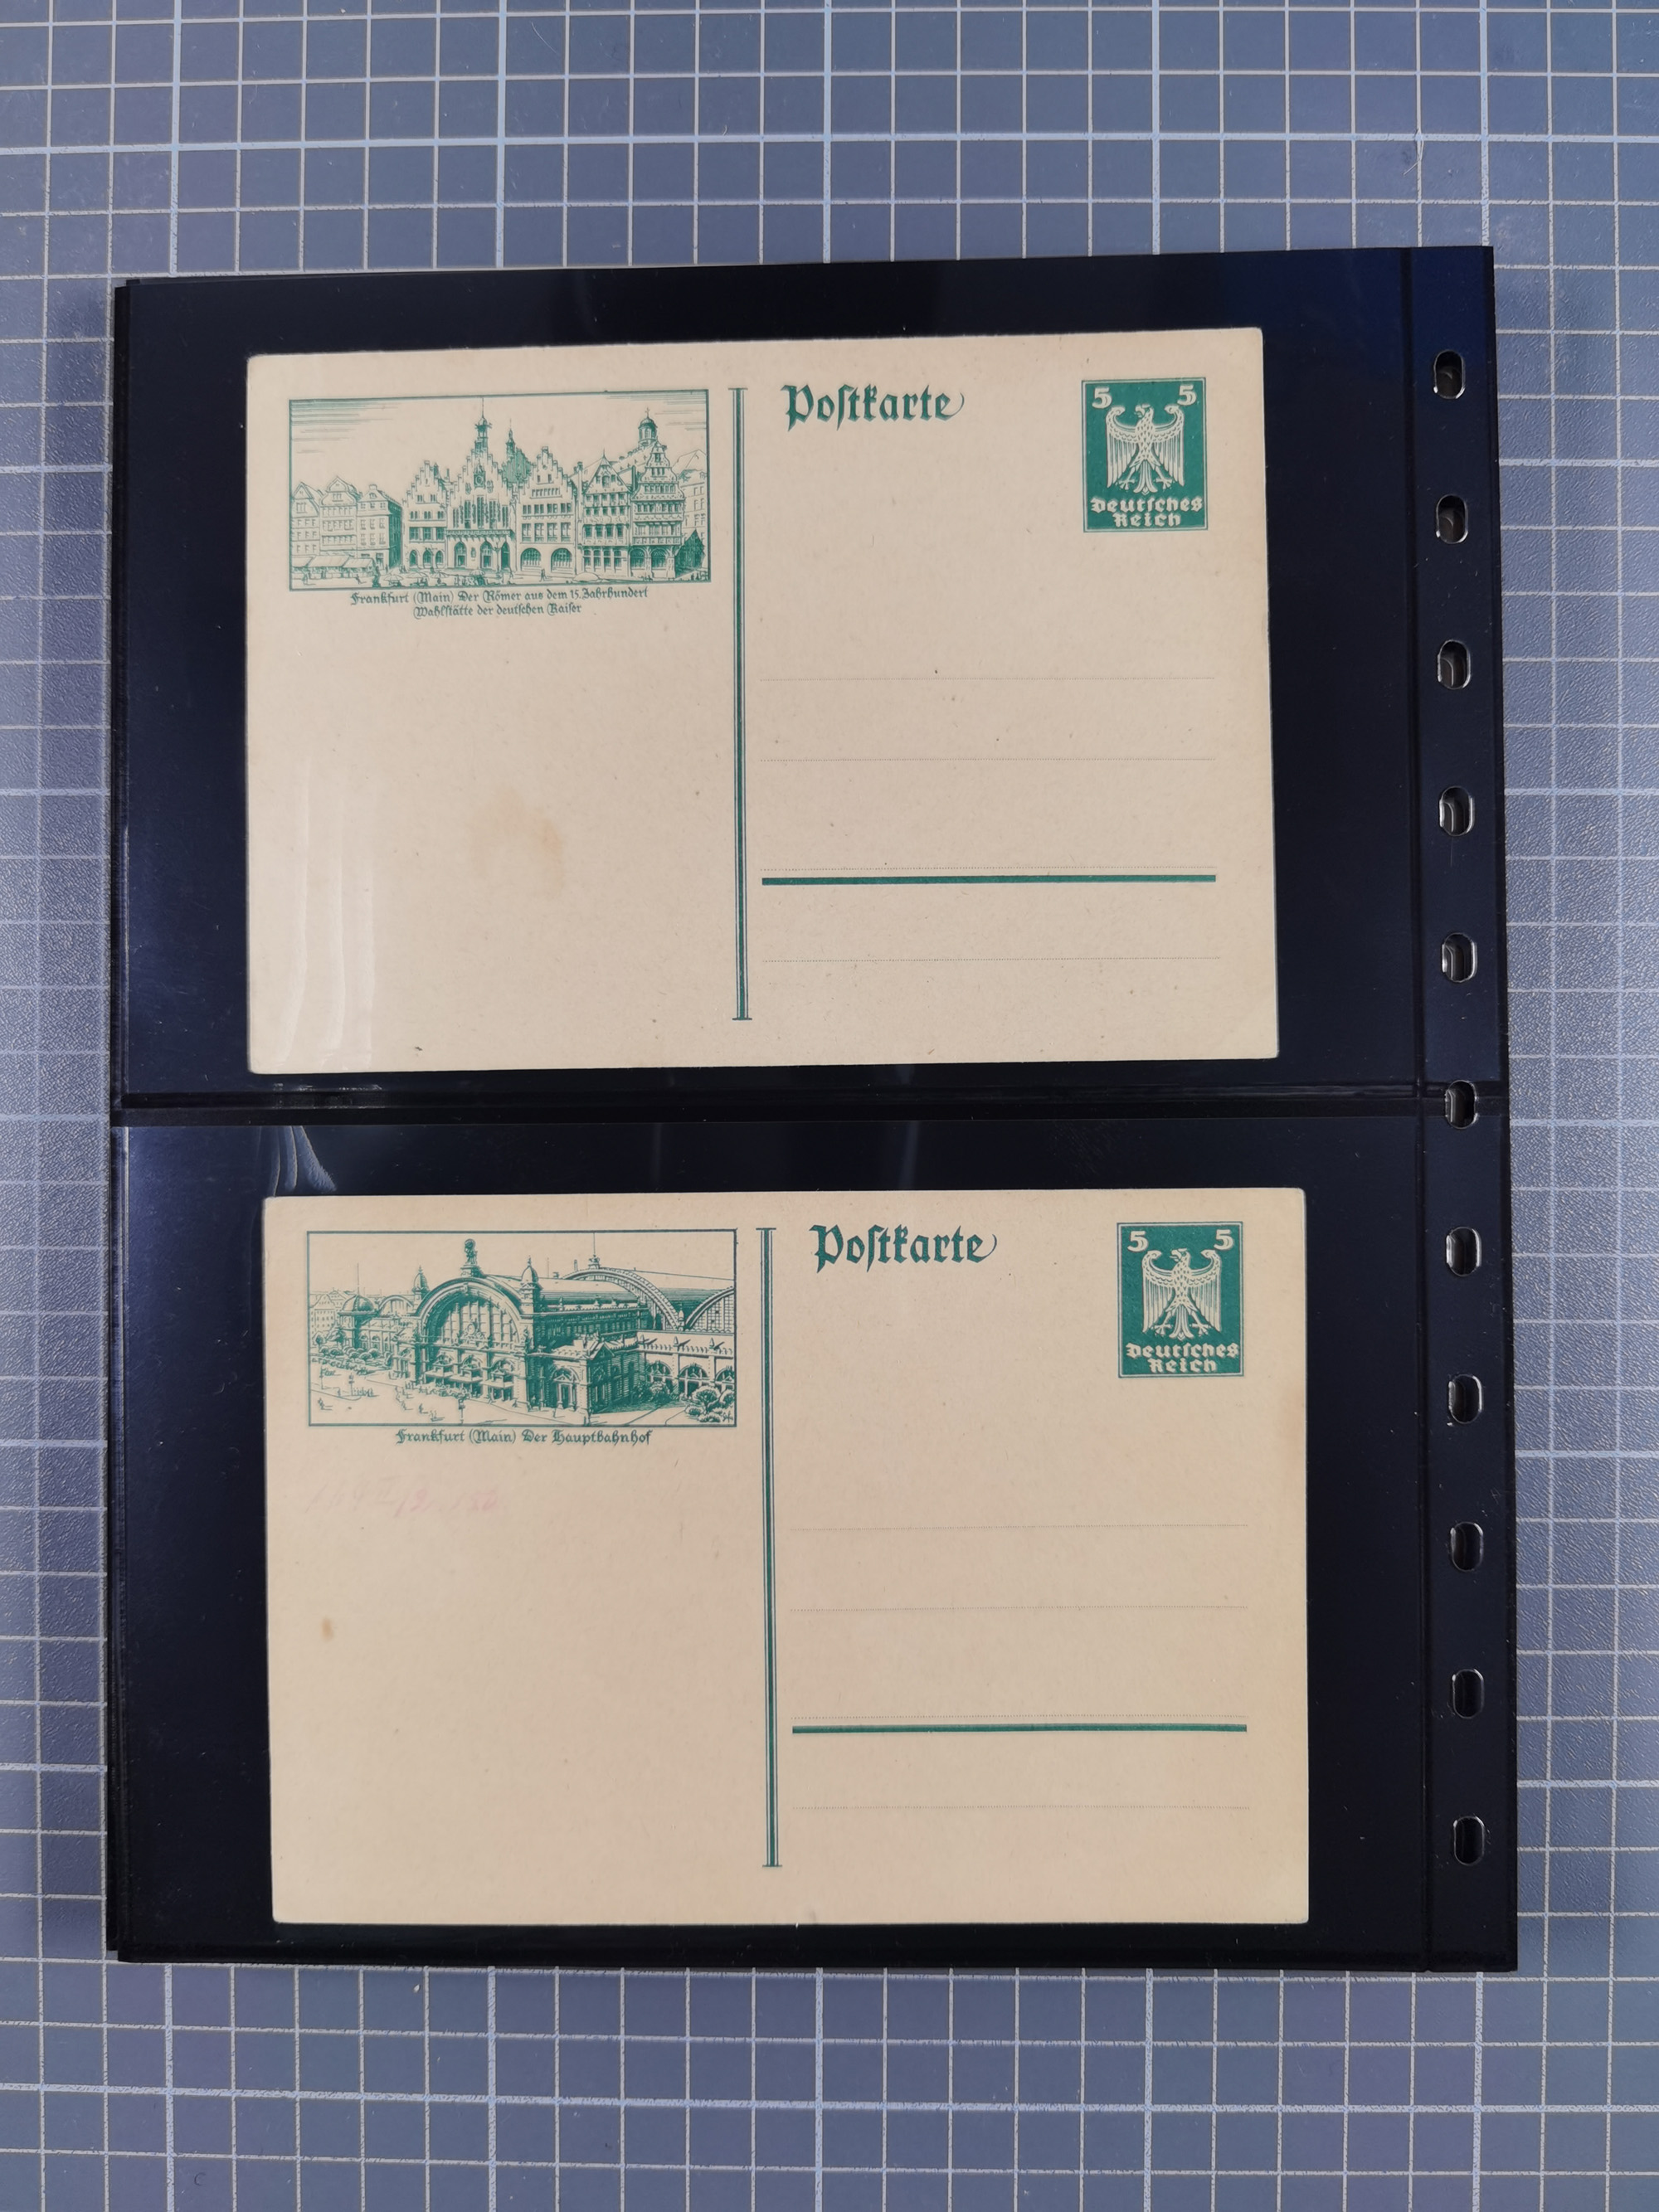 Poſtkarte
5 5
Deutſches
Reich
Frankfurt (Main) Der Römer aus dem 15. Jahrhundert
Wahlſtätte der deutſchen Kaiſer
Poſtkarte
5 5
Deutſches
Reich
Frankfurt (Main) Der Hauptbahnhof